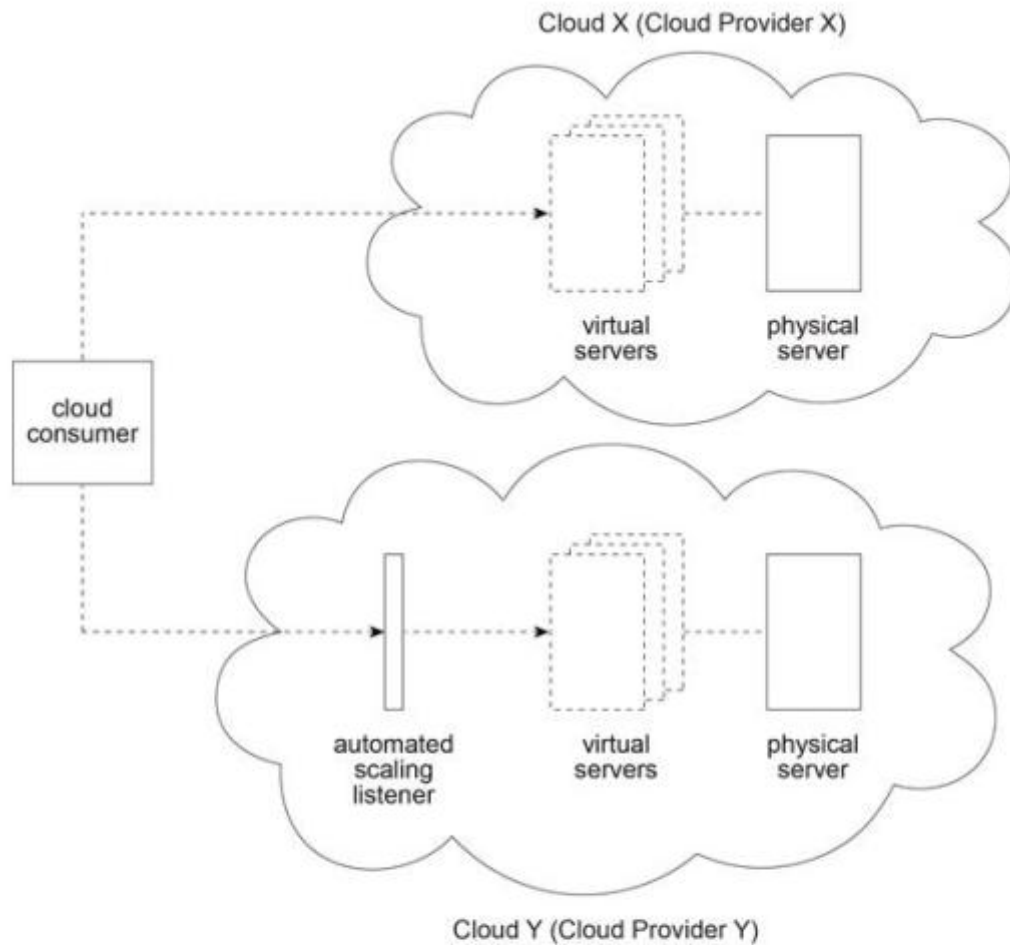 Cloud X (Cloud Provider X)
virtual
servers
physical
server
cloud
consumer
automated
scaling
listener
virtual
servers
physical
server
Cloud Y (Cloud Provider Y)